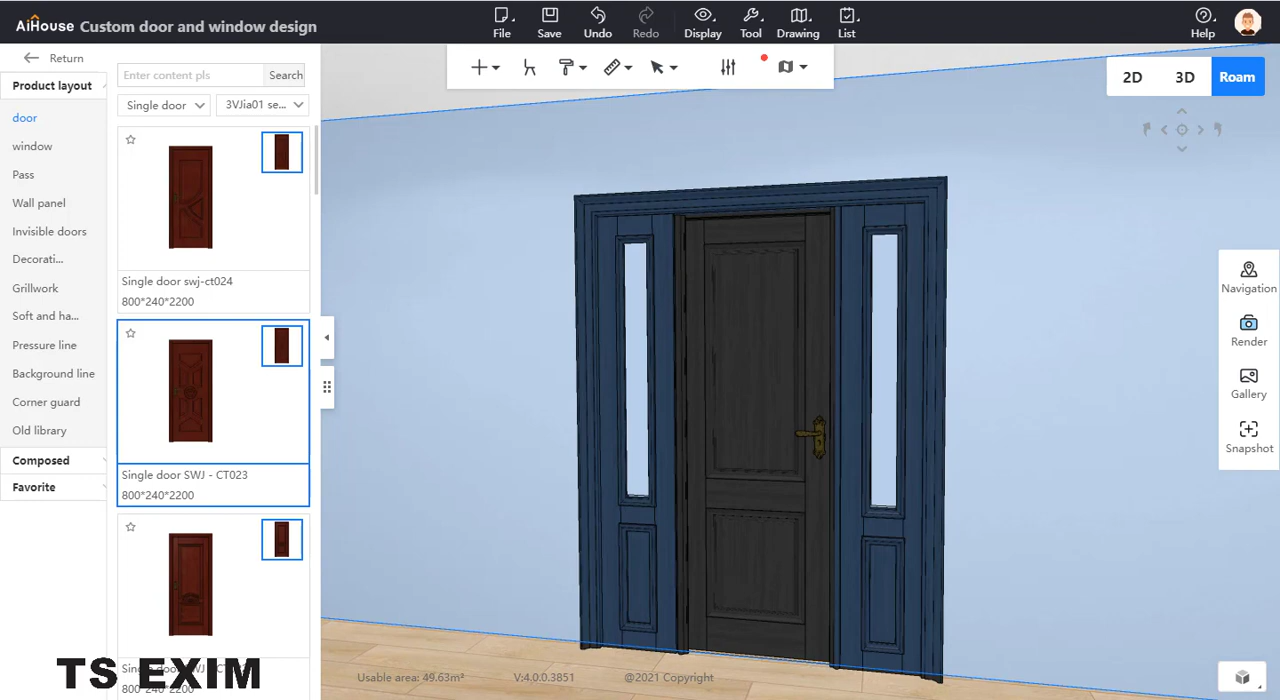 AiHouse Custom door and window design
File
Save
Undo
Redo
Display
Tool
Drawing
List
Help
Return
Product layout
door
window
Pass
Wall panel
Invisible doors
Decorati...
Grillwork
Soft and ha...
Pressure line
Background line
Corner guard
Old library
Composed
Favorite
Enter content pls
Search
Single door
3VJia01 se...
Single door swj-ct024
800*240*2200
Single door SWJ - CT023
800*240*2200
800*240*2200
TS EXIM
2D
3D
Roam
Navigation
Render
Gallery
Snapshot
Usable area: 49.63m²
V:4.0.0.3851
@2021 Copyright